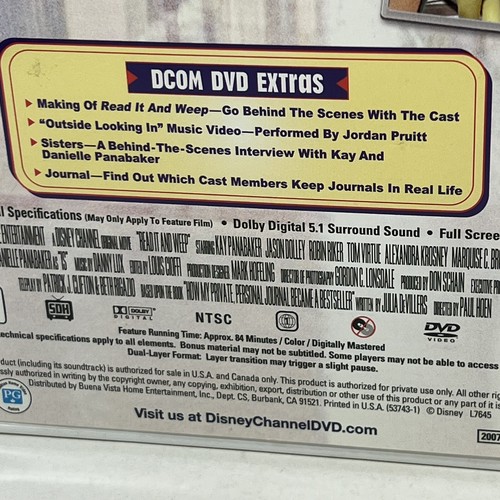 DCOM DVD EXTRAS
Making Of Read It And Weep—Go Behind The Scenes With The Cast
"Outside Looking In" Music Video—Performed By Jordan Pruitt
Sisters—A Behind-The-Scenes Interview With Kay And
Danielle Panabaker
Journal—Find Out Which Cast Members Keep Journals In Real Life
Specifications (May Only Apply To Feature Film) • Dolby Digital 5.1 Surround Sound • Full
ENTERTAINMENT A DISNEY CHANNEL ORIGINAL MOVIE "READ IT AND WEEP" STARRING KAY PANABAKER JASON DOLLEY ROBIN RIKER TOM VIRTUE ALEXANDRA KROSNEY MARQUISE C.
PANABAKER AS "IS" MUSIC BY DANNY LUX EDITED BY LOUIS CIOFFI PRODUCTION DESIGNER MARK HOFELING DIRECTOR OF PHOTOGRAPHY GORDON C. LONSDALE PRODUCED BY DON SCHAIN EXECUTIVE
TELEPLAY BY PATRICK J. CLIFTON & BETH RIGAZIO BASED UPON THE BOOK "HOW MY PRIVATE, PERSONAL JOURNAL BECAME A BESTSELLER" WRITTEN BY JULIA DEVILLERS DIRECTED BY PAUL HOEN
SDH DOLBY DIGITAL NTSC 1 DVD VIDEO
Feature Running Time: Approx. 84 Minutes / Color / Digitally Mastered
technical specifications apply to all elements. Bonus material may not be subtitled. Some players may not be able to access
Dual-Layer Format: Layer transition may trigger a slight pause.
(including its soundtrack) is authorized for sale in U.S.A. and Canada only. This product is authorized for private use only. All other
authorized in writing by the copyright owner, any copying, exhibition, export, distribution or other use of this product or any part of it is
Distributed by Buena Vista Home Entertainment, Inc., Dept. CS, Burbank, CA 91521. Printed in U.S.A. (53743-1) © Disney L7645
PG
Visit us at DisneyChannelDVD.com
2007